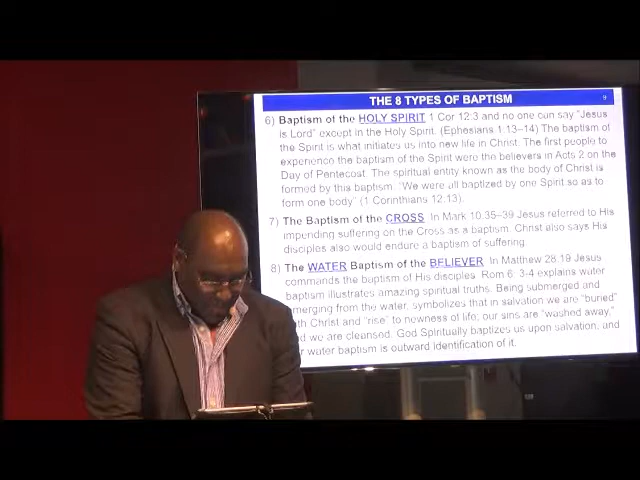 THE 8 TYPES OF BAPTISM
9
6) Baptism of the HOLY SPIRIT 1 Cor 12:3 and no one can say "Jesus
is Lord" except in the Holy Spirit. (Ephesians 1.13–14) The baptism of
the Spirit is what initiates us into new life in Christ. The first people to
experience the baptism of the Spirit were the believers in Acts 2 on the
Day of Pentecost. The spiritual entity known as the body of Christ is
formed by this baptism. "We were all baptized by one Spirit so as to
form one body" (1 Corinthians 12:13).
7) The Baptism of the CROSS In Mark 10.35–39 Jesus referred to His
impending suffering on the Cross as a baptism. Christ also says His
disciples also would endure a baptism of suffering.
8) The WATER Baptism of the BELIEVER In Matthew 28.19 Jesus
commands the baptism of His disciples. Rom 6: 3-4 explains water
baptism illustrates amazing spiritual truths. Being submerged and
emerging from the water, symbolizes that in salvation we are "buried"
with Christ and "rise" to newness of life; our sins are "washed away,"
and we are cleansed. God Spiritually baptizes us upon salvation, and
water baptism is outward identification of it.